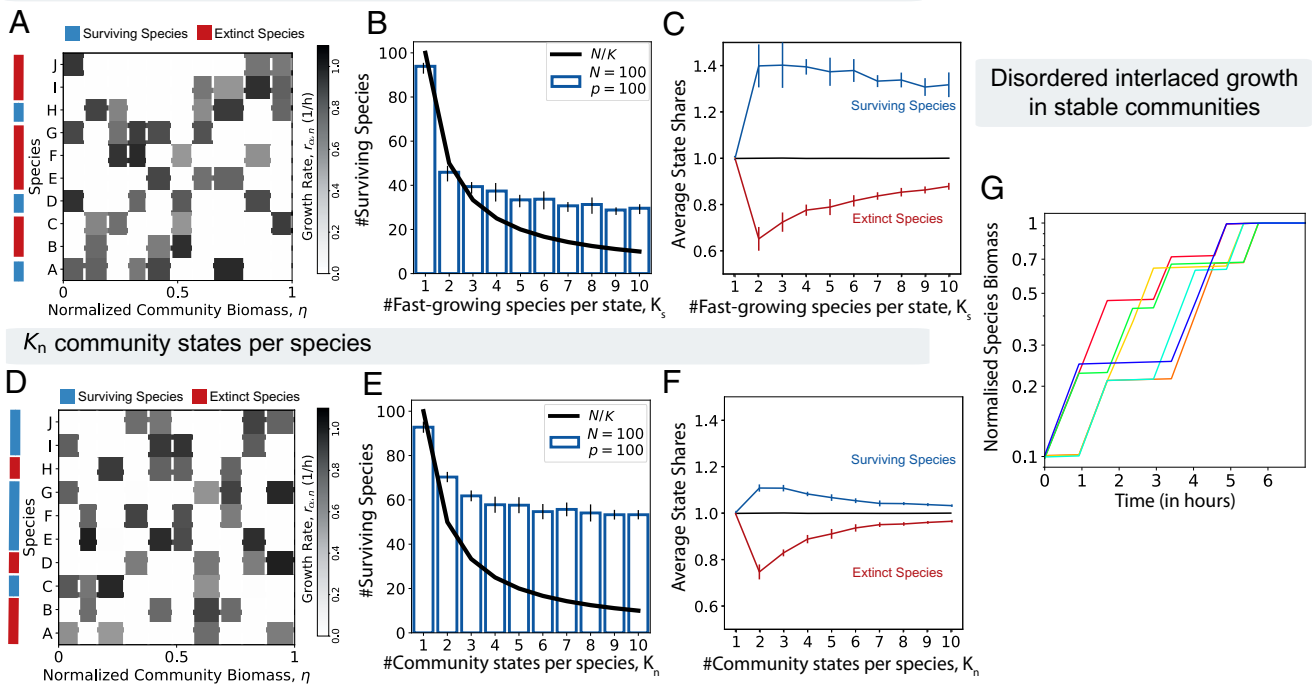 A
Surviving Species
Extinct Species
J
I
H
G
F
E
D
C
B
A
Species
0
0.5
1
Normalized Community Biomass, η
0.0
0.2
0.4
0.6
0.8
1.0
Growth Rate, r_{α,n} (1/h)
B
100
80
60
40
20
0
#Surviving Species
N/K
N = 100
p = 100
1 2 3 4 5 6 7 8 9 10
#Fast-growing species per state, K_s
C
1.4
1.2
1.0
0.8
0.6
Average State Shares
Surviving Species
Extinct Species
1 2 3 4 5 6 7 8 9 10
#Fast-growing species per state, K_s
Disordered interlaced growth
in stable communities
K_n community states per species
D
Surviving Species
Extinct Species
J
I
H
G
F
E
D
C
B
A
Species
0
0.5
1
Normalized Community Biomass, η
0.0
0.2
0.4
0.6
0.8
1.0
Growth Rate, r_{α,n} (1/h)
E
100
80
60
40
20
0
#Surviving Species
N/K
N = 100
p = 100
1 2 3 4 5 6 7 8 9 10
#Community states per species, K_n
F
1.4
1.2
1.0
0.8
0.6
Average State Shares
Surviving Species
Extinct Species
1 2 3 4 5 6 7 8 9 10
#Community states per species, K_n
G
1
0.7
0.5
0.3
0.2
0.1
Normalised Species Biomass
0 1 2 3 4 5 6
Time (in hours)